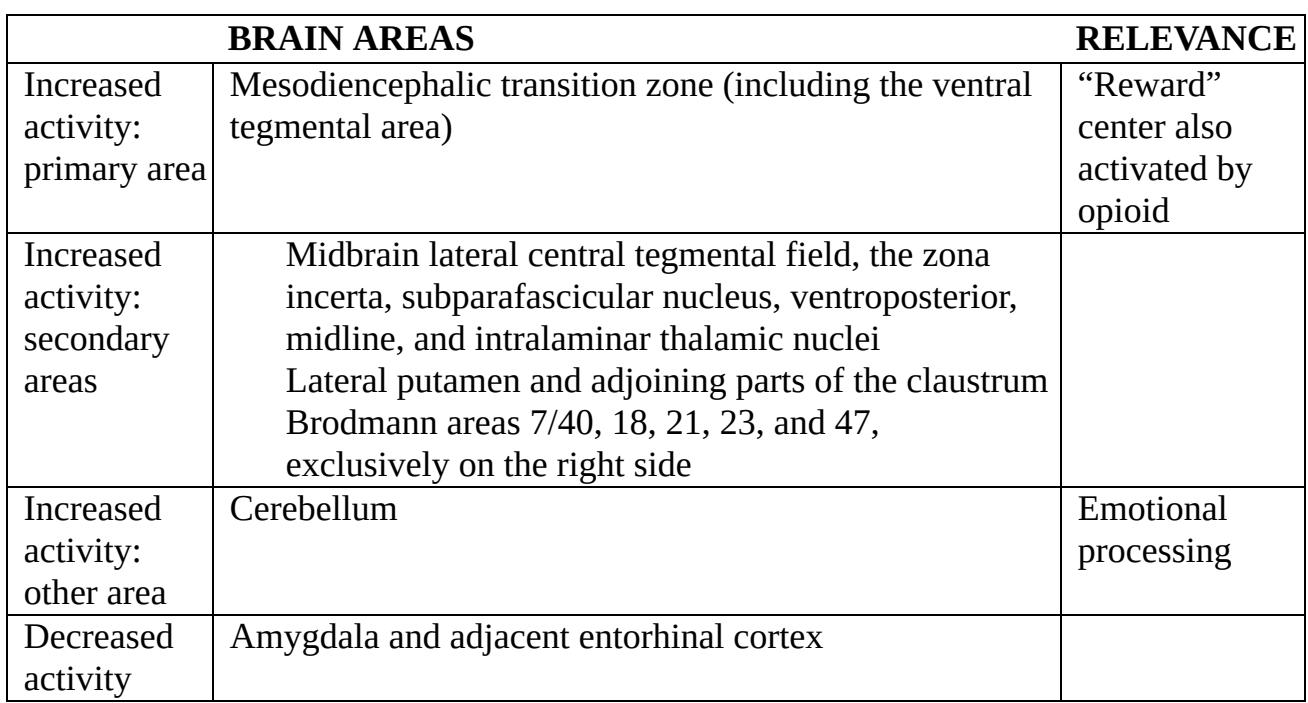 BRAIN AREAS RELEVANCE
Increased activity: primary area
Mesodiencephalic transition zone (including the ventral
tegmental area)
“Reward”
center also
activated by
opioid
Increased
activity:
secondary
areas
Midbrain lateral central tegmental field, the zona
incerta, subparafascicular nucleus, ventroposterior,
midline, and intralaminar thalamic nuclei
Lateral putamen and adjoining parts of the claustrum
Brodmann areas 7/40, 18, 21, 23, and 47,
exclusively on the right side
Increased
activity:
other area
Cerebellum
Emotional
processing
Decreased
activity
Amygdala and adjacent entorhinal cortex